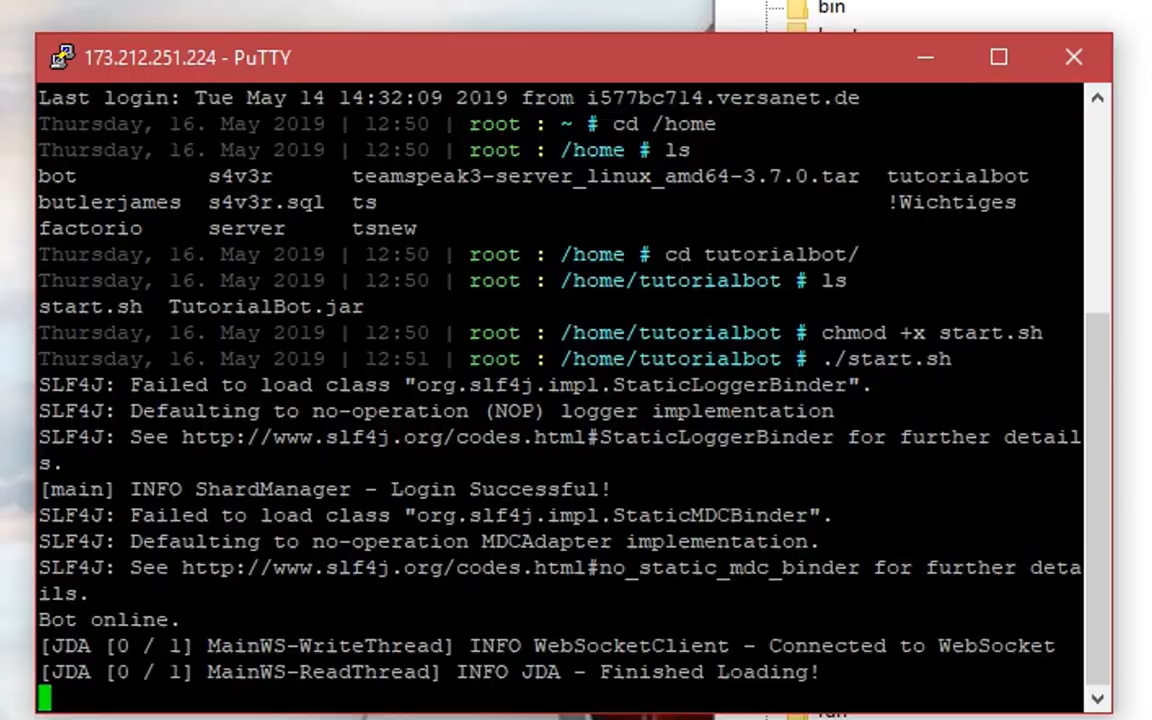 bin
173.212.251.224 - PuTTY
Last login: Tue May 14 14:32:09 2019 from i577bc714.versanet.de
Thursday, 16. May 2019 | 12:50 | root : ~ # cd /home
Thursday, 16. May 2019 | 12:50 | root : /home # ls
bot s4v3r teamspeak3-server_linux_amd64-3.7.0.tar tutorialbot
butlerjames s4v3r.sql ts !Wichtiges
factorio server tsnew
Thursday, 16. May 2019 | 12:50 | root : /home # cd tutorialbot/
Thursday, 16. May 2019 | 12:50 | root : /home/tutorialbot # ls
start.sh TutorialBot.jar
Thursday, 16. May 2019 | 12:50 | root : /home/tutorialbot # chmod +x start.sh
Thursday, 16. May 2019 | 12:51 | root : /home/tutorialbot # ./start.sh
SLF4J: Failed to load class "org.slf4j.impl.StaticLoggerBinder".
SLF4J: Defaulting to no-operation (NOP) logger implementation
SLF4J: See http://www.slf4j.org/codes.html#StaticLoggerBinder for further detail
s.
[main] INFO ShardManager - Login Successful!
SLF4J: Failed to load class "org.slf4j.impl.StaticMDCBinder".
SLF4J: Defaulting to no-operation MDCAdapter implementation.
SLF4J: See http://www.slf4j.org/codes.html#no_static_mdc_binder for further deta
ils.
Bot online.
[JDA [0 / 1] MainWS-WriteThread] INFO WebSocketClient - Connected to WebSocket
[JDA [0 / 1] MainWS-ReadThread] INFO JDA - Finished Loading!